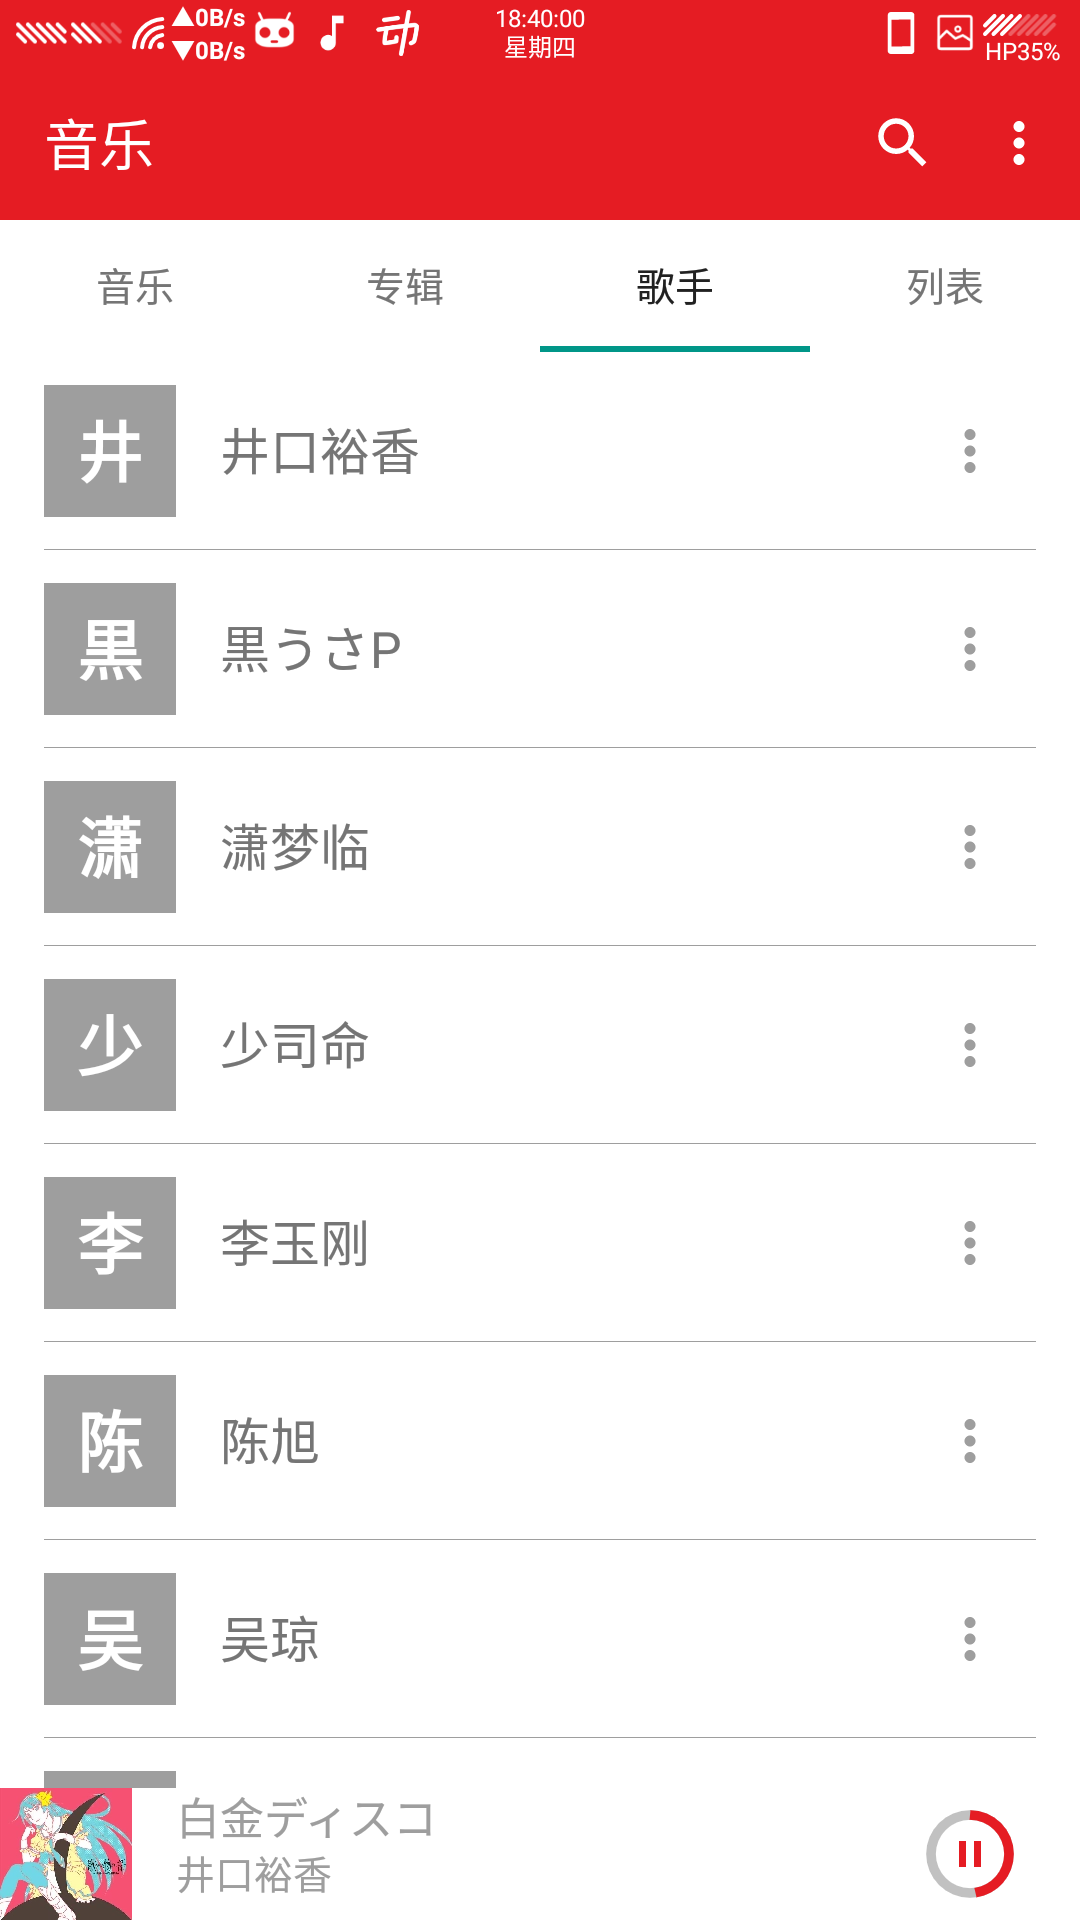 ▲0B/s
▼0B/s
动
18:40:00
星期四
HP35%
音乐
音乐 专辑 歌手 列表
井 井口裕香
黒 黒うさP
潇 潇梦临
少 少司命
李 李玉刚
陈 陈旭
吴 吴琼
白金ディスコ
井口裕香